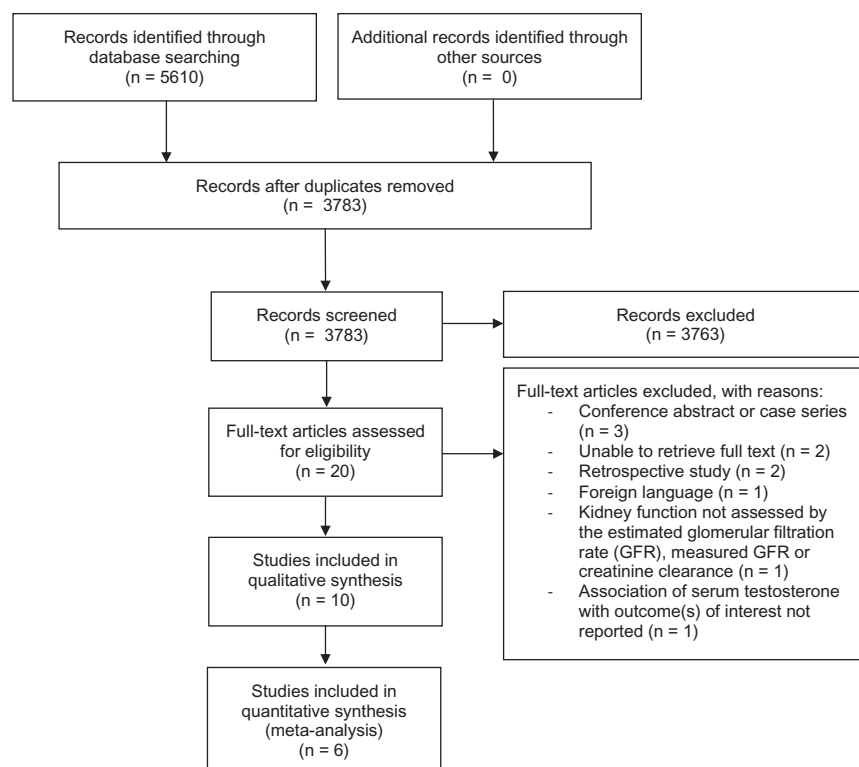 Records identified through
database searching
(n = 5610)
Additional records identified through
other sources
(n = 0)
Records after duplicates removed
(n = 3783)
Records screened
(n = 3783)
Records excluded
(n = 3763)
Full-text articles assessed
for eligibility
(n = 20)
Full-text articles excluded, with reasons:
- Conference abstract or case series
(n = 3)
- Unable to retrieve full text (n = 2)
- Retrospective study (n = 2)
- Foreign language (n = 1)
- Kidney function not assessed by
the estimated glomerular filtration
rate (GFR), measured GFR or
creatinine clearance (n = 1)
- Association of serum testosterone
with outcome(s) of interest not
reported (n = 1)
Studies included in
qualitative synthesis
(n = 10)
Studies included in
quantitative synthesis
(meta-analysis)
(n = 6)